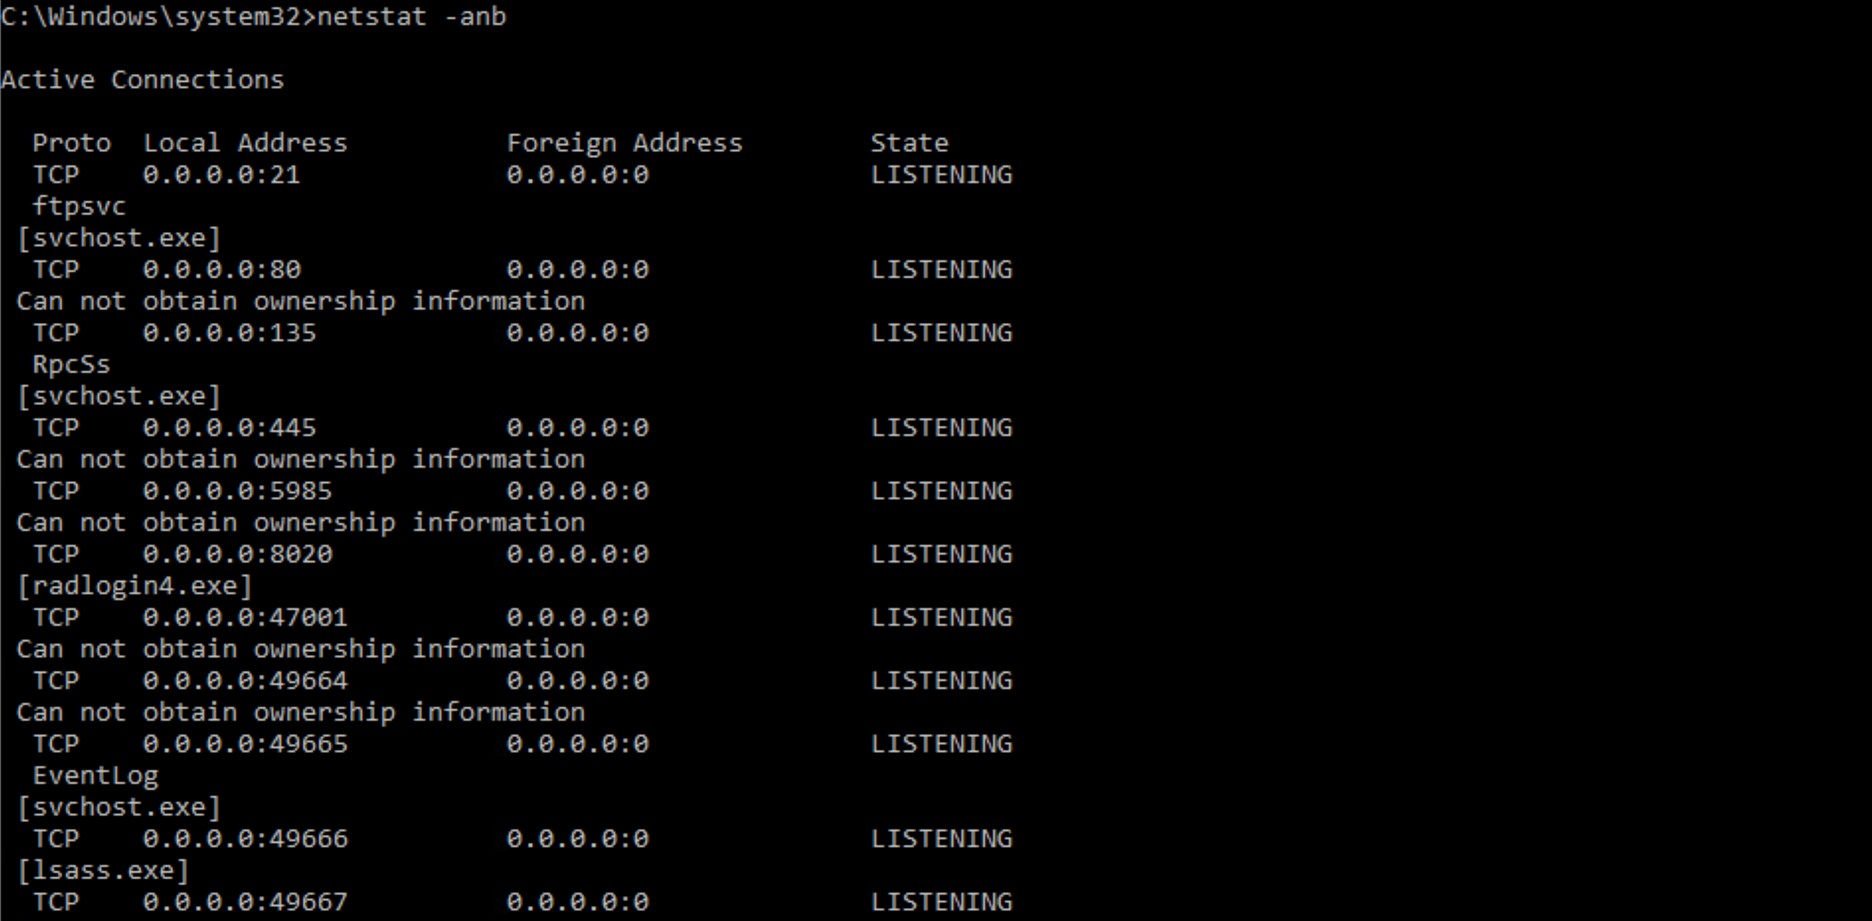 C:\Windows\system32>netstat -anb
Active Connections
Proto  Local Address          Foreign Address        State
TCP    0.0.0.0:21             0.0.0.0:0              LISTENING
ftpsvc
[svchost.exe]
TCP    0.0.0.0:80             0.0.0.0:0              LISTENING
Can not obtain ownership information
TCP    0.0.0.0:135            0.0.0.0:0              LISTENING
RpcSs
[svchost.exe]
TCP    0.0.0.0:445            0.0.0.0:0              LISTENING
Can not obtain ownership information
TCP    0.0.0.0:5985           0.0.0.0:0              LISTENING
Can not obtain ownership information
TCP    0.0.0.0:8020           0.0.0.0:0              LISTENING
[radlogin4.exe]
TCP    0.0.0.0:47001          0.0.0.0:0              LISTENING
Can not obtain ownership information
TCP    0.0.0.0:49664          0.0.0.0:0              LISTENING
Can not obtain ownership information
TCP    0.0.0.0:49665          0.0.0.0:0              LISTENING
EventLog
[svchost.exe]
TCP    0.0.0.0:49666          0.0.0.0:0              LISTENING
[lsass.exe]
TCP    0.0.0.0:49667          0.0.0.0:0              LISTENING